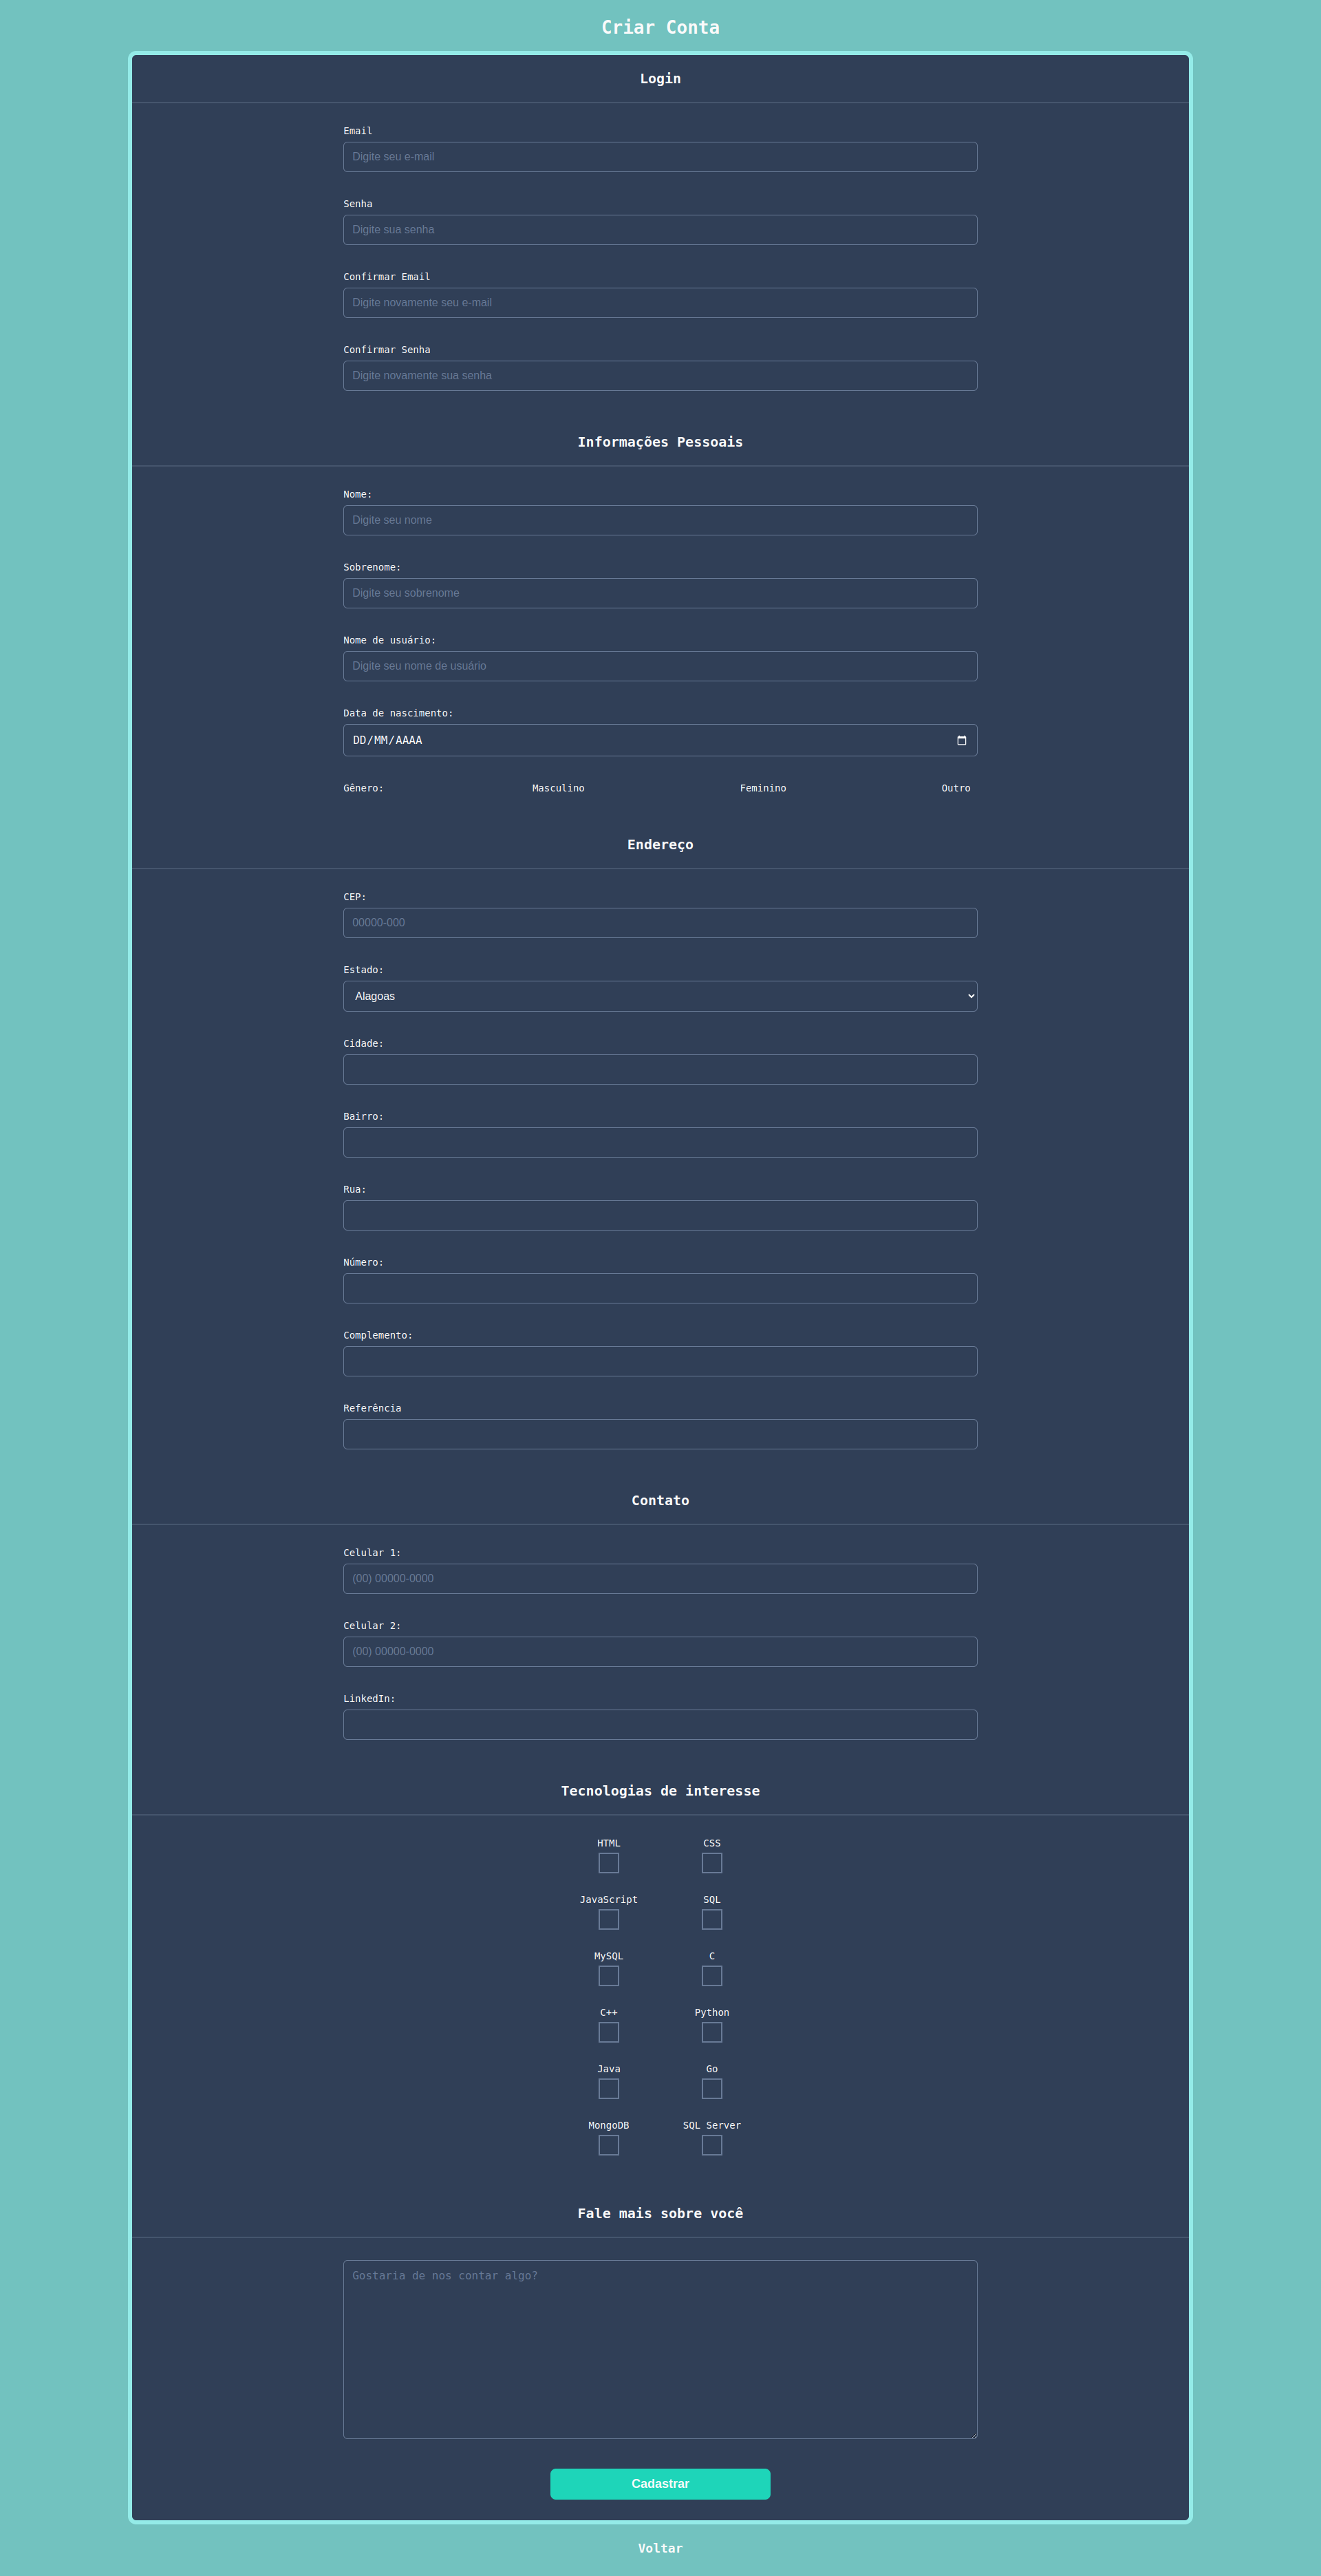 Criar Conta
Login
Email
Digite seu e-mail
Senha
Digite sua senha
Confirmar Email
Digite novamente seu e-mail
Confirmar Senha
Digite novamente sua senha
Informações Pessoais
Nome:
Digite seu nome
Sobrenome:
Digite seu sobrenome
Nome de usuário:
Digite seu nome de usuário
Data de nascimento:
DD/MM/AAAA
Gênero: Masculino Feminino Outro
Endereço
CEP:
00000-000
Estado:
Alagoas
Cidade:
Bairro:
Rua:
Número:
Complemento:
Referência
Contato
Celular 1:
(00) 00000-0000
Celular 2:
(00) 00000-0000
LinkedIn:
Tecnologias de interesse
HTML CSS
JavaScript SQL
MySQL C
C++ Python
Java Go
MongoDB SQL Server
Fale mais sobre você
Gostaria de nos contar algo?
Cadastrar
Voltar